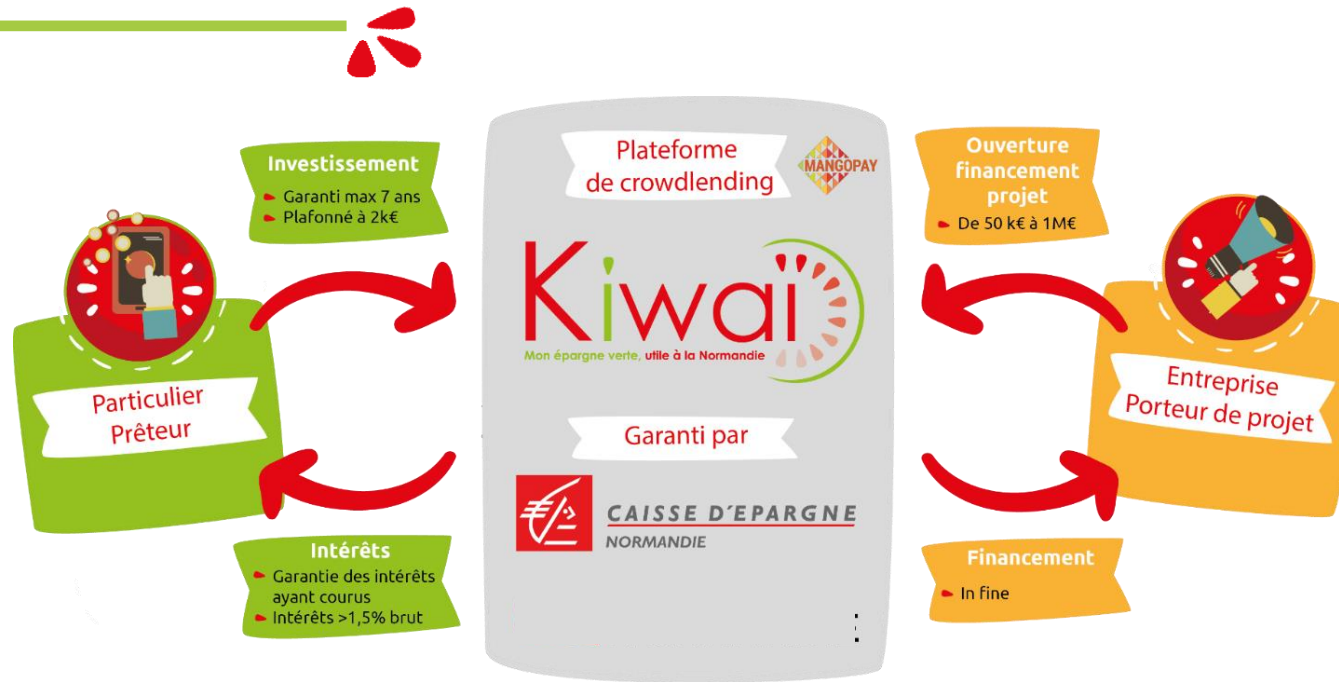 Investissement
Garanti max 7 ans
Plafonné à 2k€
Particulier
Prêteur
Intérêts
Garantie des intérêts
ayant courus
Intérêts >1,5% brut
Plateforme
de crowdlending
MANGOPAY
Kiwaï
Mon épargne verte, utile à la Normandie
Garanti par
CAISSE D'EPARGNE
NORMANDIE
:
Ouverture
financement
projet
De 50 k€ à 1M€
Entreprise
Porteur de projet
Financement
In fine